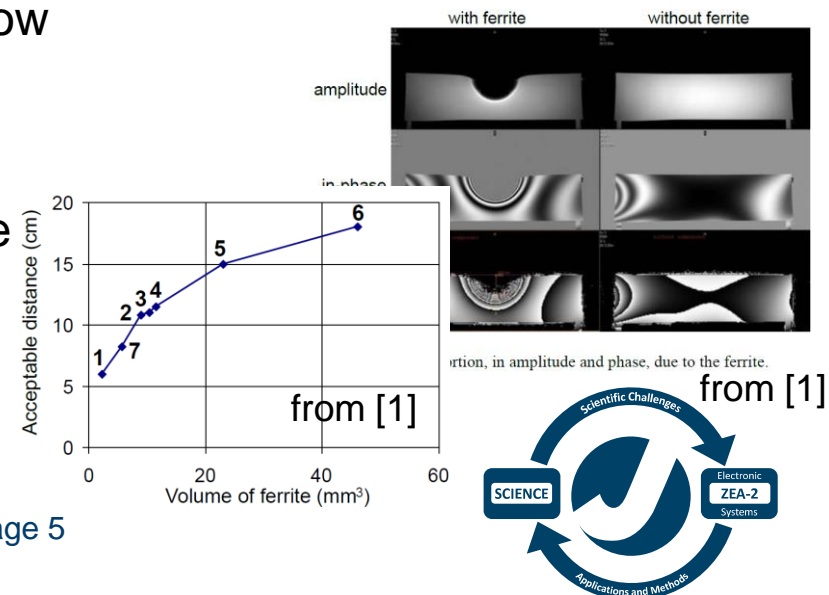 ow
with ferrite
without ferrite
amplitude
in-phase
e
Acceptable distance (cm)
20
15
10
5
0
1
2
3
4
5
6
7
from [1]
0
20
40
60
Volume of ferrite (mm³)
ortion, in amplitude and phase, due to the ferrite.
from [1]
Scientific Challenges
SCIENCE
Electronic
ZEA-2
Systems
Applications and Methods
age 5